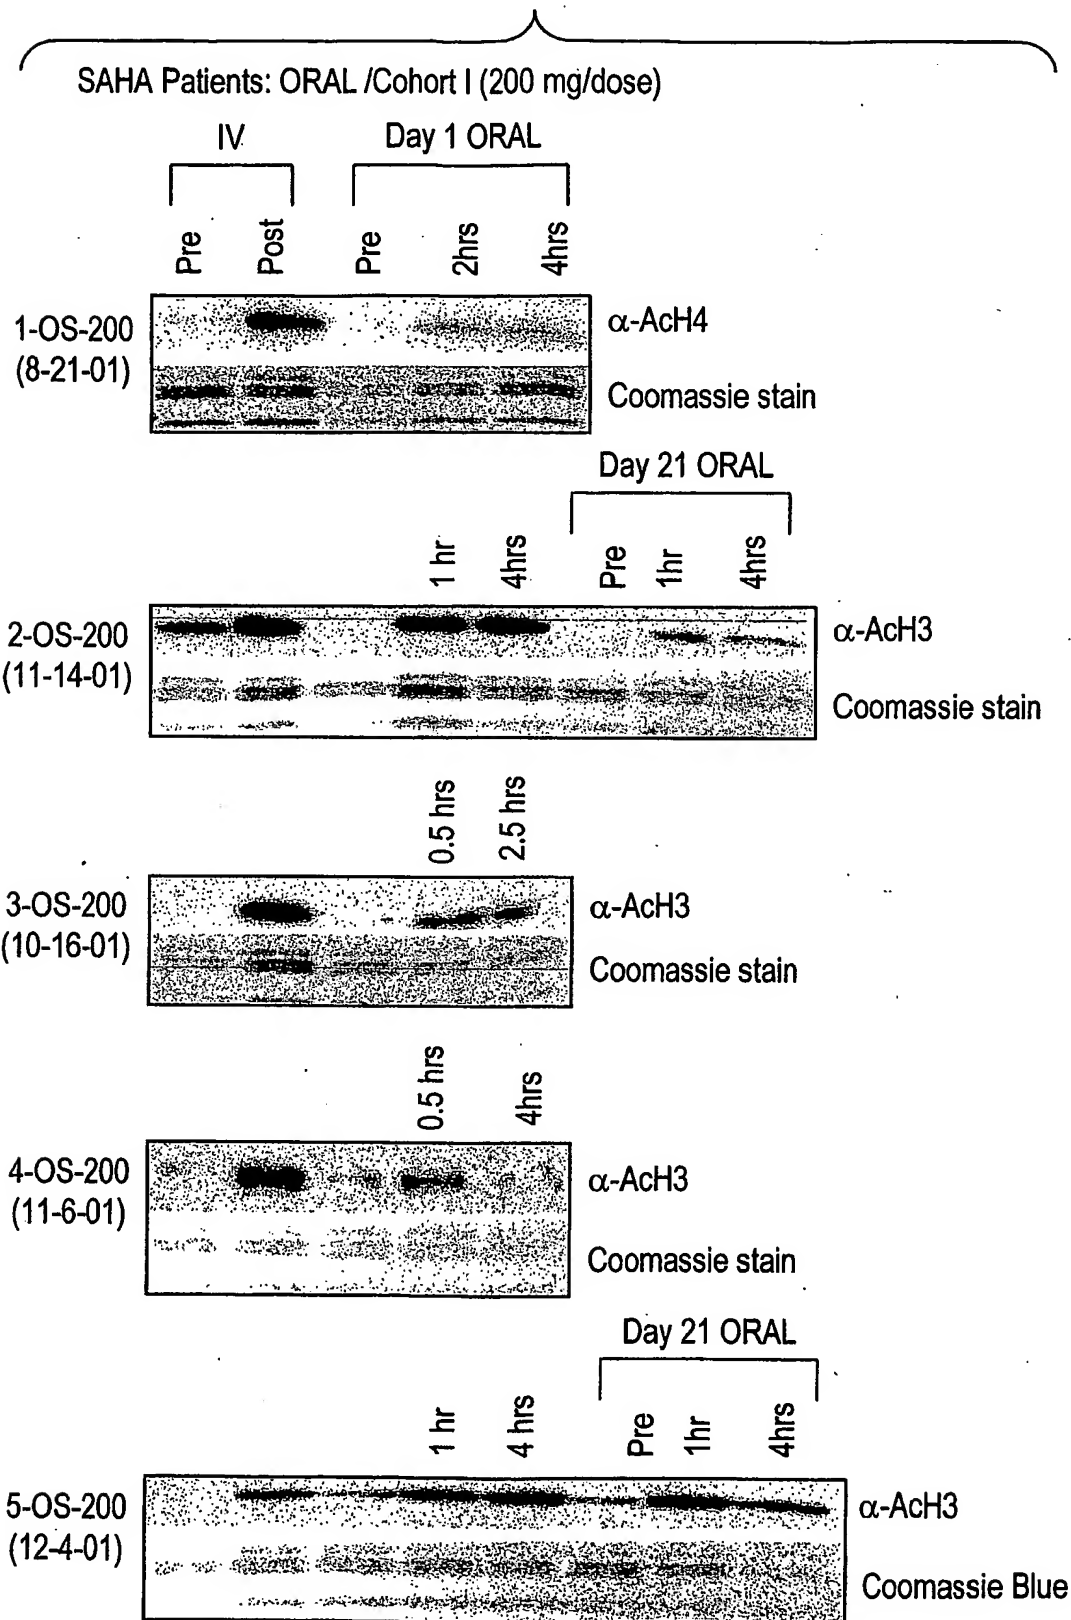 SAHA Patients: ORAL /Cohort I (200 mg/dose)
IV
Day 1 ORAL
Pre
Post
Pre
2hrs
4hrs
1-OS-200
(8-21-01)
α-AcH4
Coomassie stain
Day 21 ORAL
1 hr
4hrs
Pre
1hr
4hrs
2-OS-200
(11-14-01)
α-AcH3
Coomassie stain
0.5 hrs
2.5 hrs
3-OS-200
(10-16-01)
α-AcH3
Coomassie stain
0.5 hrs
4hrs
4-OS-200
(11-6-01)
α-AcH3
Coomassie stain
Day 21 ORAL
1 hr
4 hrs
Pre
1hr
4hrs
5-OS-200
(12-4-01)
α-AcH3
Coomassie Blue